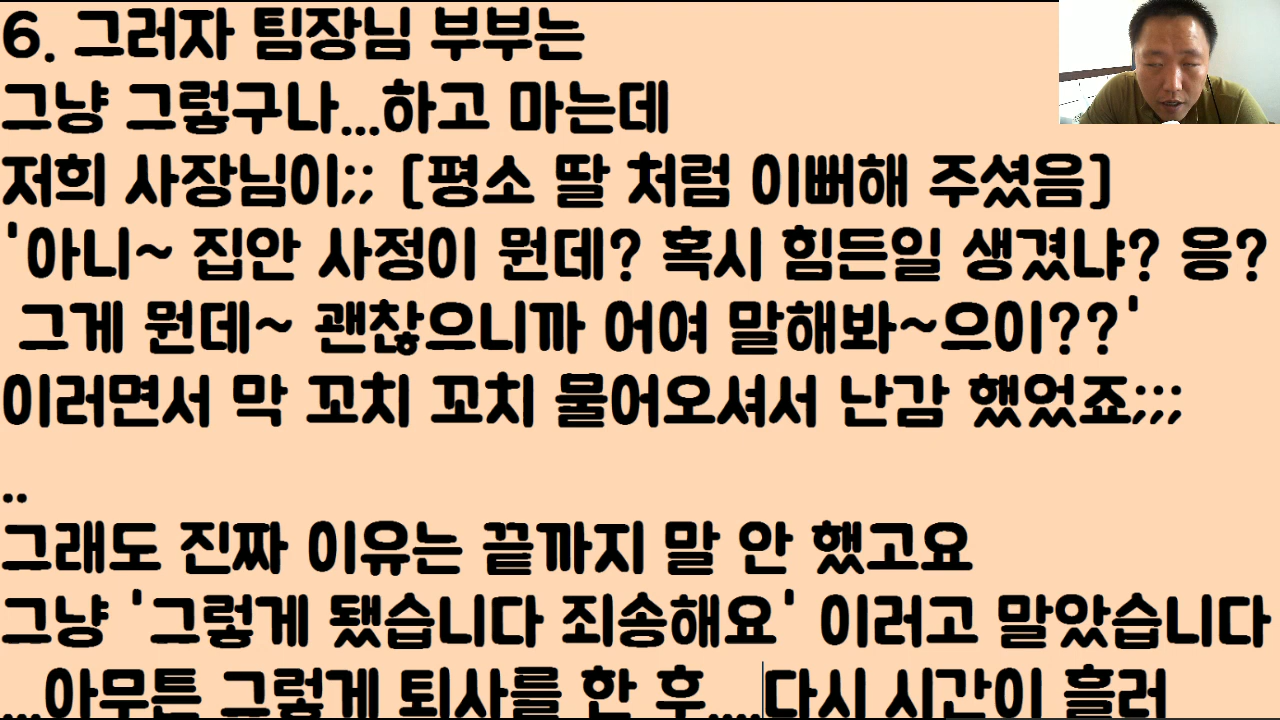 6. 그러자 팀장님 부부는
그냥 그렇구나...하고 마는데
저희 사장님이;; [평소 딸 처럼 이뻐해 주셨음]
'아니~ 집안 사정이 뭔데? 혹시 힘든일 생겼냐? 응?
그게 뭔데~ 괜찮으니까 어여 말해봐~으이??'
이러면서 막 꼬치 꼬치 물어오셔서 난감 했었죠;;;
..
그래도 진짜 이유는 끝까지 말 안 했고요
그냥 '그렇게 됐습니다 죄송해요' 이러고 말았습니다
...아무튼 그렇게 퇴사를 한 후....다시 시간이 흘러